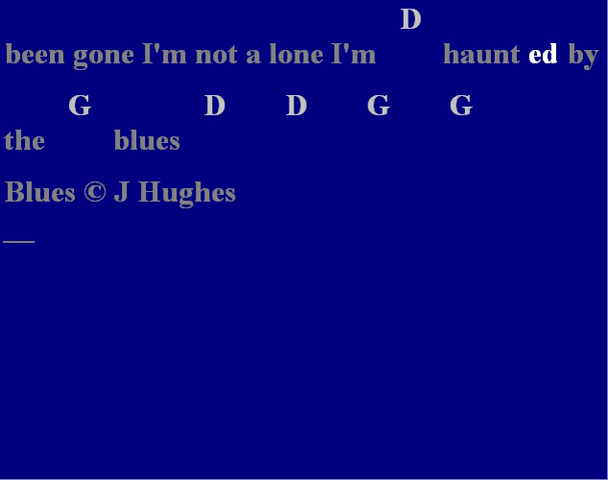 D
been gone I'm not a lone I'm haunt ed by
G D D G G
the blues
Blues © J Hughes